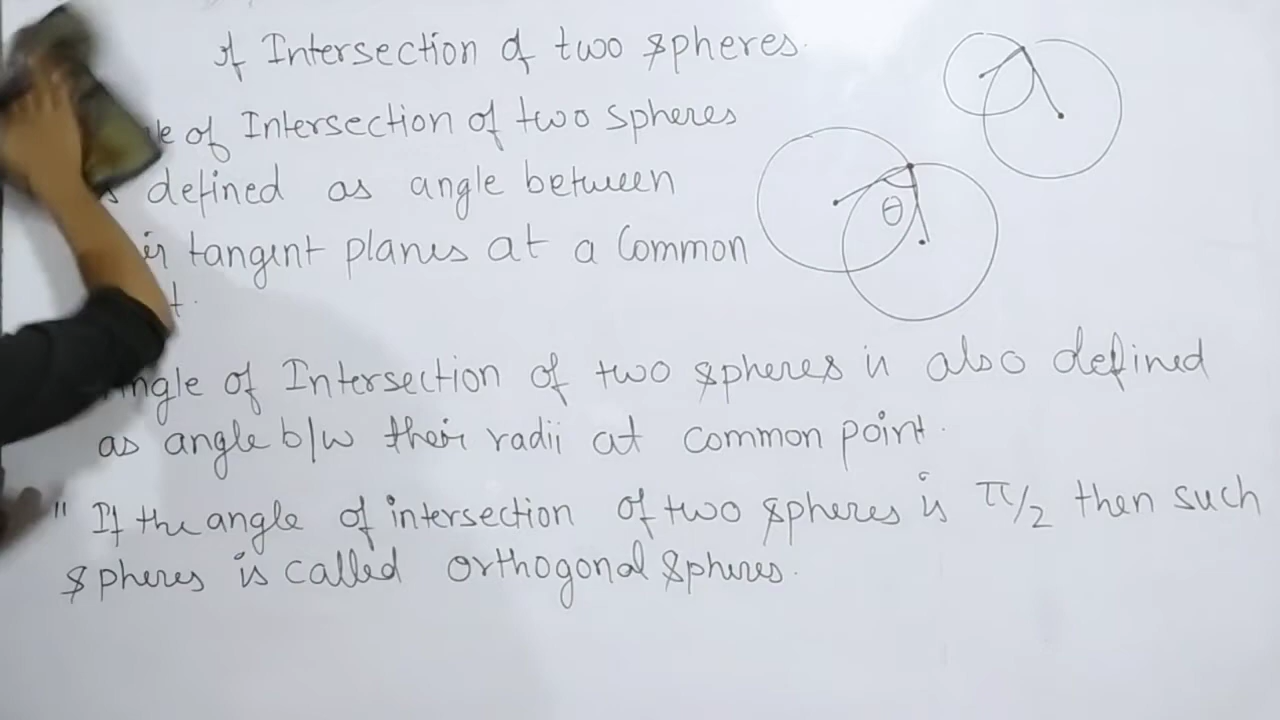 of Intersection of two spheres.
le of Intersection of two spheres
s defined as angle between
ir tangent planes at a Common
t.
Angle of Intersection of two spheres is also defined
as angle b/w their radii at common point.
" If the angle of intersection of two spheres is π/2 then such
spheres is called orthogonal spheres.
θ